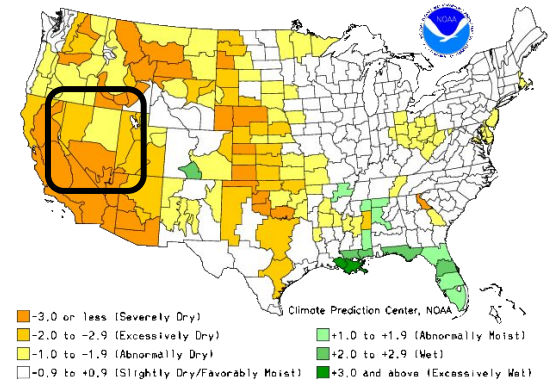 NOAA
Climate Prediction Center, NOAA
-3.0 or less (Severely Dry)
-2.0 to -2.9 (Excessively Dry)
-1.0 to -1.9 (Abnormally Dry)
-0.9 to +0.9 (Slightly Dry/Favorably Moist)
+1.0 to +1.9 (Abnormally Moist)
+2.0 to +2.9 (Wet)
+3.0 and above (Excessively Wet)